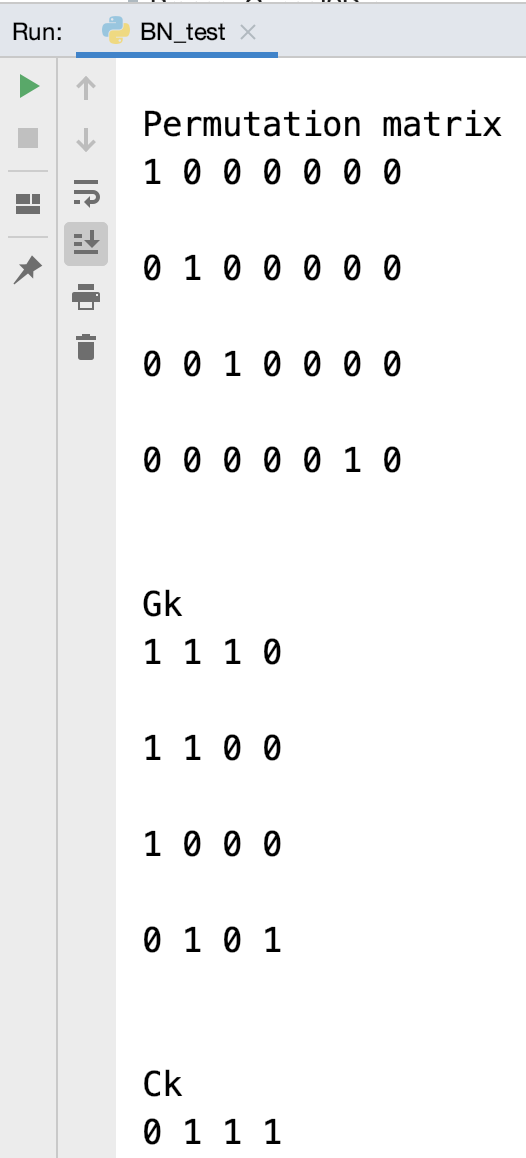 Run: BN_test
Permutation matrix
1 0 0 0 0 0 0
0 1 0 0 0 0 0
0 0 1 0 0 0 0
0 0 0 0 0 1 0
Gk
1 1 1 0
1 1 0 0
1 0 0 0
0 1 0 1
Ck
0 1 1 1